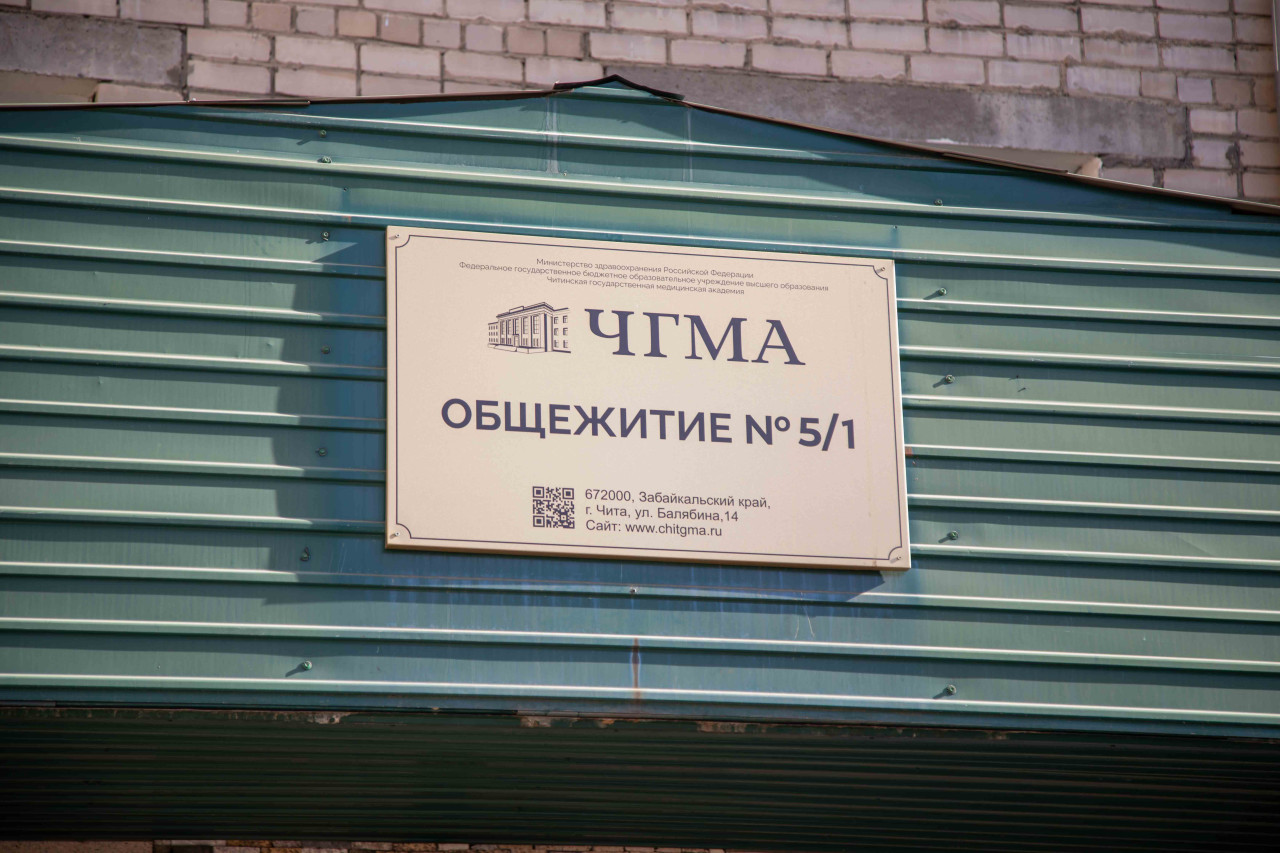 Министерство здравоохранения Российской Федерации
Федеральное государственное бюджетное образовательное учреждение высшего образования
Читинская государственная медицинская академия
ЧГМА
ОБЩЕЖИТИЕ № 5/1
672000, Забайкальский край,
г. Чита, ул. Балябина,14
Сайт: www.chitgma.ru